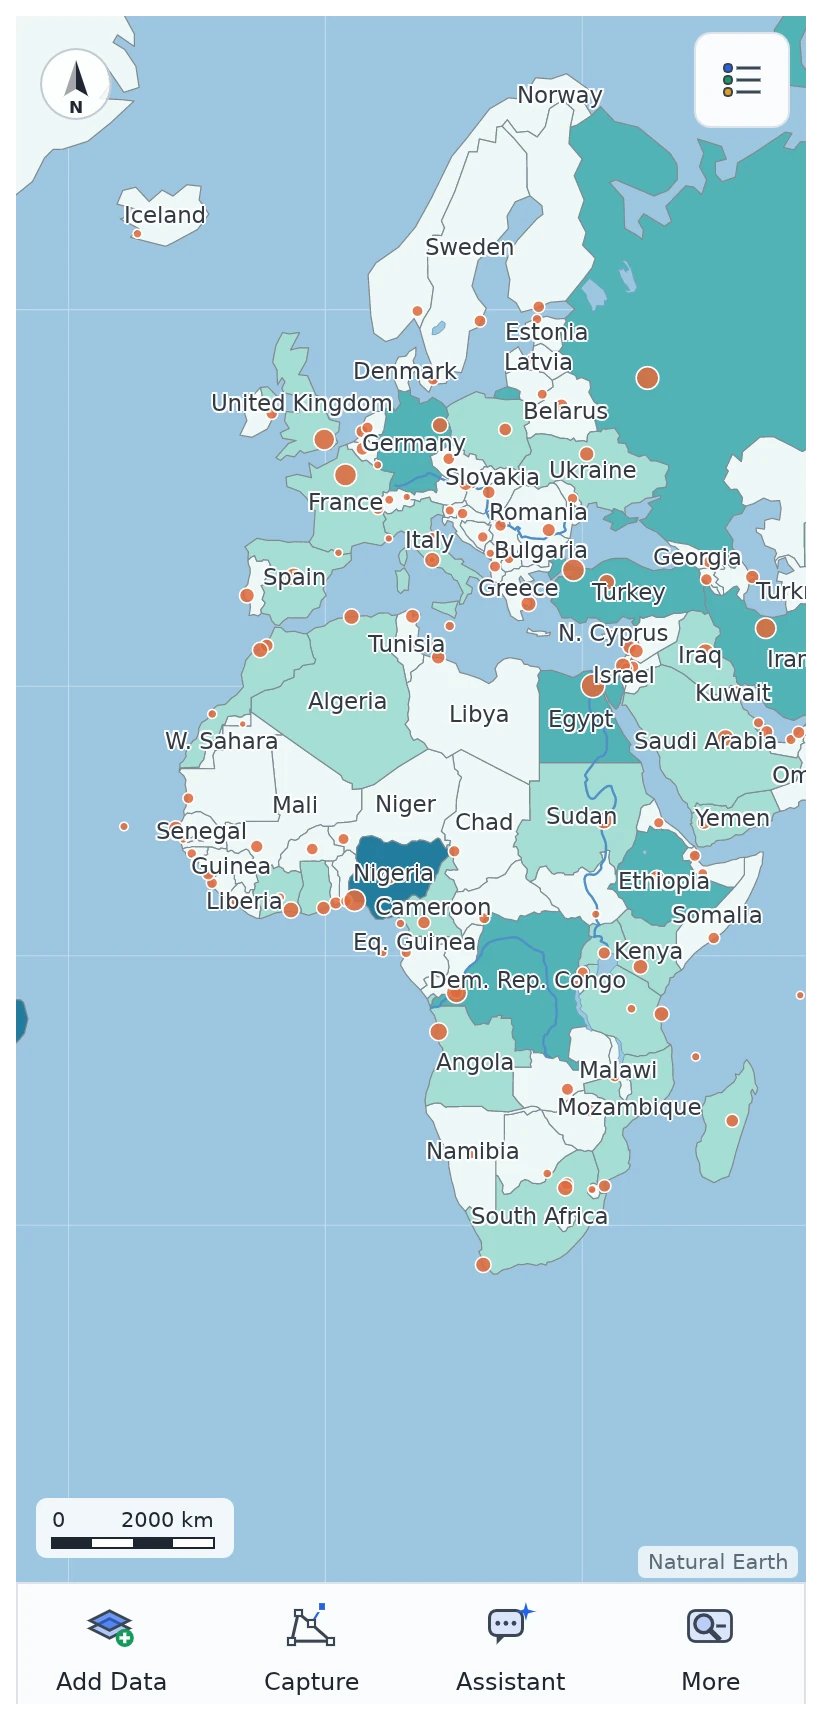 Norway
N
Iceland
Sweden
Estonia
Latvia
Denmark
United Kingdom
Belarus
Germany
Ukraine
Slovakia
France
Romania
Italy
Bulgaria
Georgia
Spain
Greece
Turkey
Turkr
N. Cyprus
Tunisia
Iraq
Iran
Israel
Kuwait
Algeria
Libya
Egypt
W. Sahara
Saudi Arabia
Om
Mali
Niger
Chad
Sudan
Yemen
Senegal
Guinea
Nigeria
Ethiopia
Liberia
Cameroon
Somalia
Eq. Guinea
Kenya
Dem. Rep. Congo
Angola
Malawi
Mozambique
Namibia
South Africa
0 2000 km
Natural Earth
Add Data
Capture
Assistant
More